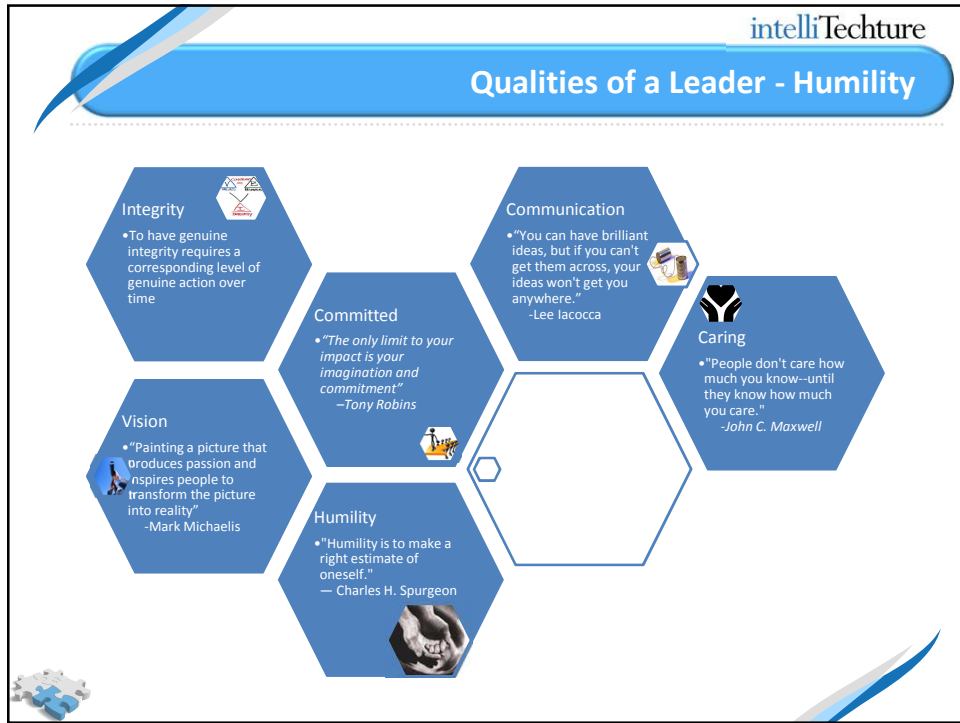 intelliTechture
Qualities of a Leader - Humility
Integrity
•To have genuine
integrity requires a
corresponding level of
genuine action over
time
Committed
•“The only limit to your
impact is your
imagination and
commitment”
–Tony Robins
Vision
•“Painting a picture that
produces passion and
inspires people to
transform the picture
into reality”
-Mark Michaelis
Humility
•"Humility is to make a
right estimate of
oneself."
— Charles H. Spurgeon
Communication
•“You can have brilliant
ideas, but if you can't
get them across, your
ideas won't get you
anywhere.”
-Lee Iacocca
Caring
•"People don't care how
much you know--until
they know how much
you care."
-John C. Maxwell